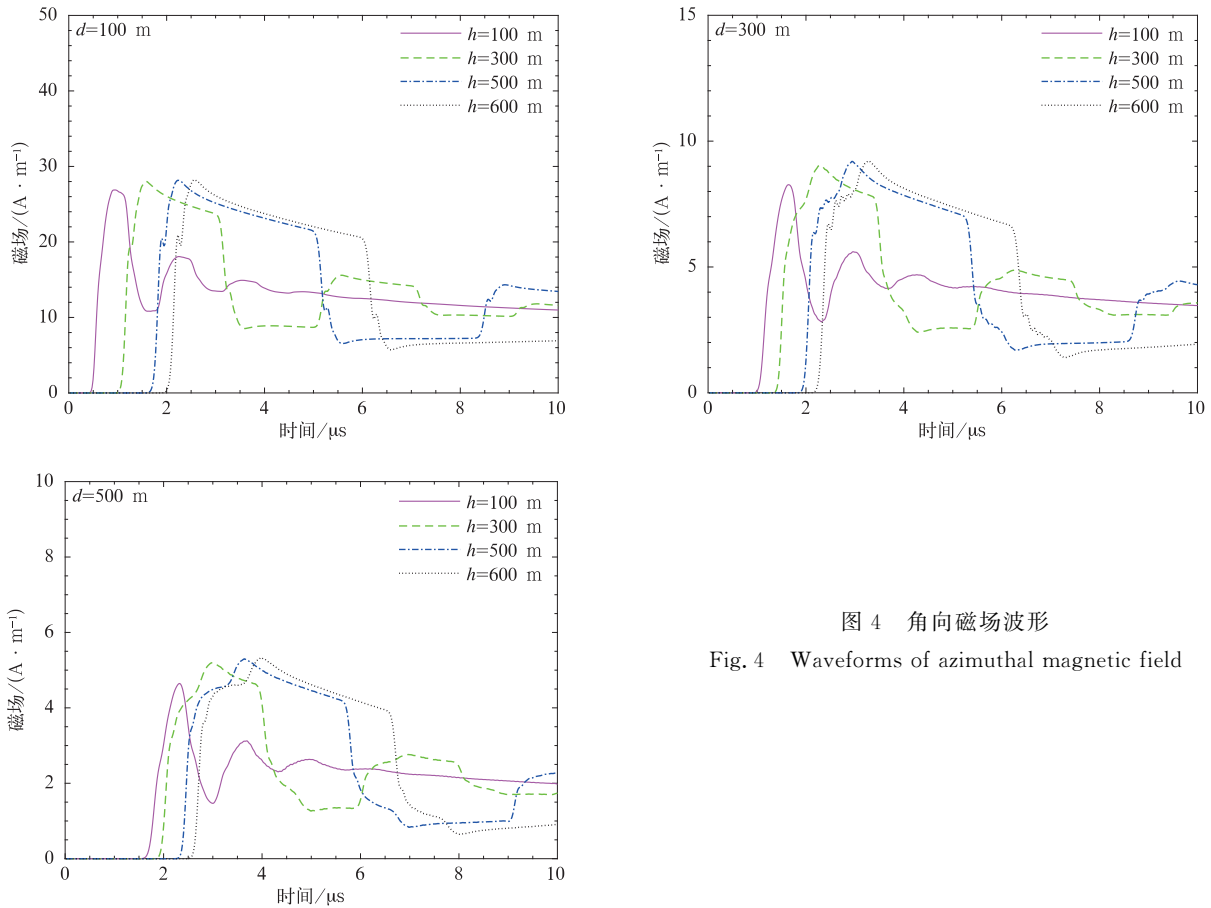 d=100 m
h=100 m
h=300 m
h=500 m
h=600 m
50
40
30
20
10
0
磁场/(A · m⁻¹)
0 2 4 6 8 10
时间/μs
d=300 m
h=100 m
h=300 m
h=500 m
h=600 m
15
10
5
0
磁场/(A · m⁻¹)
0 2 4 6 8 10
时间/μs
d=500 m
h=100 m
h=300 m
h=500 m
h=600 m
10
8
6
4
2
0
磁场/(A · m⁻¹)
0 2 4 6 8 10
时间/μs
图 4 角向磁场波形
Fig. 4 Waveforms of azimuthal magnetic field